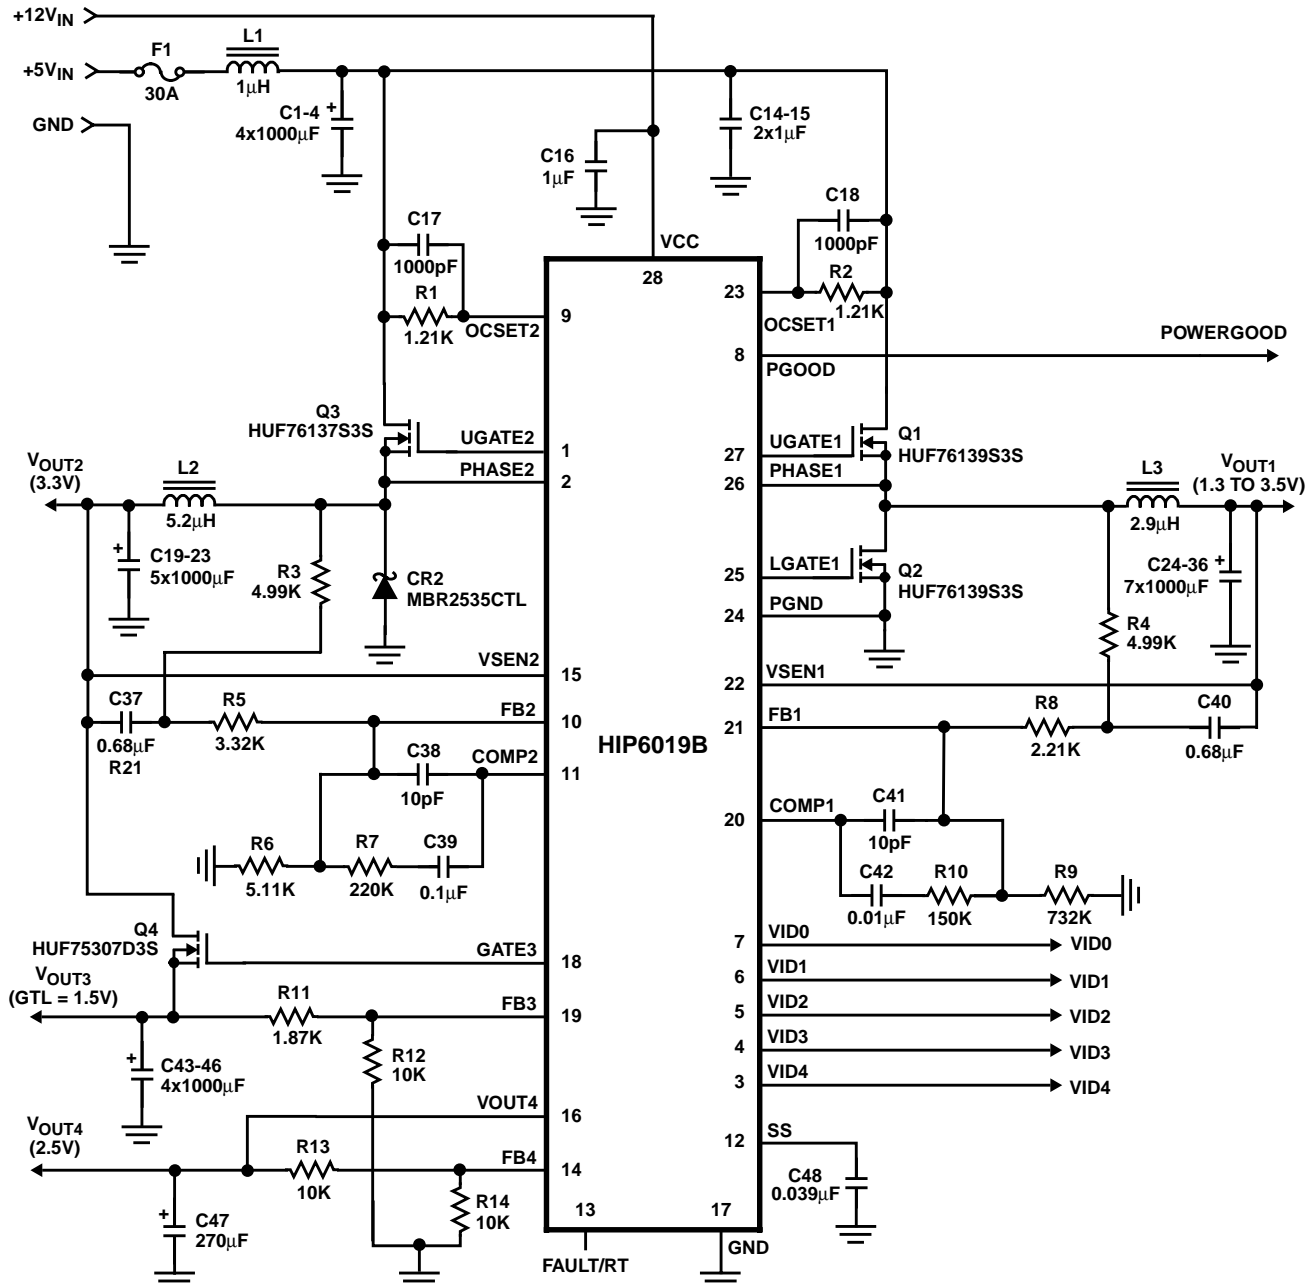 +12VIN
F1
L1
+5VIN
30A
1µH
C1-4
+
4x1000µF
C14-15
2x1µF
GND
C16
1µF
C17
1000pF
R1
1.21K
OCSET2
9
VCC
28
C18
1000pF
R2
1.21K
23
OCSET1
8
PGOOD
POWERGOOD
Q3
HUF76137S3S
UGATE2
1
PHASE2
2
27
UGATE1
Q1
HUF76139S3S
26
PHASE1
VOUT2
(3.3V)
L2
5.2µH
+
C19-23
5x1000µF
R3
4.99K
CR2
MBR2535CTL
L3
2.9µH
VOUT1
(1.3 TO 3.5V)
25
LGATE1
Q2
HUF76139S3S
24
PGND
C24-36
+
7x1000µF
R4
4.99K
VSEN2
15
22
VSEN1
C37
0.68µF
R21
R5
3.32K
FB2
10
21
FB1
R8
2.21K
C40
0.68µF
HIP6019B
C38
10pF
COMP2
11
20
COMP1
C41
10pF
R6
5.11K
R7
220K
C39
0.1µF
C42
0.01µF
R10
150K
R9
732K
Q4
HUF75307D3S
GATE3
18
7
VID0
VID0
6
VID1
VID1
5
VID2
VID2
4
VID3
VID3
3
VID4
VID4
VOUT3
(GTL = 1.5V)
R11
1.87K
FB3
19
+
C43-46
4x1000µF
R12
10K
VOUT4
16
VOUT4
(2.5V)
R13
10K
FB4
14
12
SS
C48
0.039µF
+
C47
270µF
R14
10K
13
FAULT/RT
17
GND